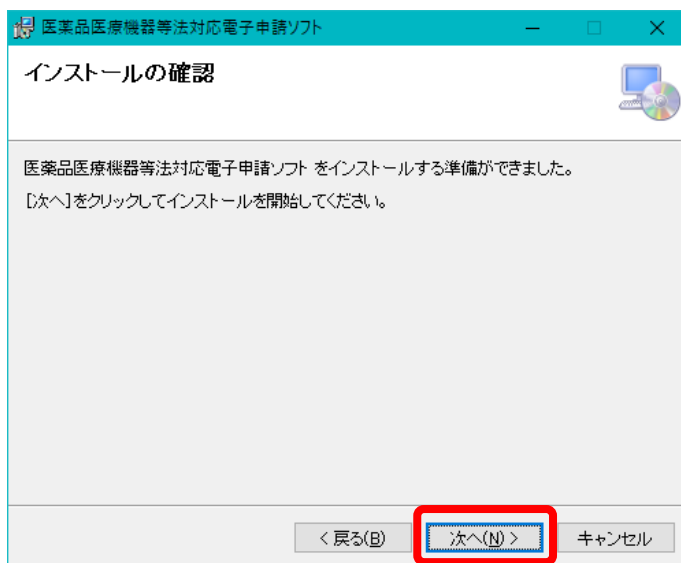 医薬品医療機器等法対応電子申請ソフト
インストールの確認
医薬品医療機器等法対応電子申請ソフト をインストールする準備ができました。
[次へ]をクリックしてインストールを開始してください。
< 戻る(B)
次へ(N) >
キャンセル